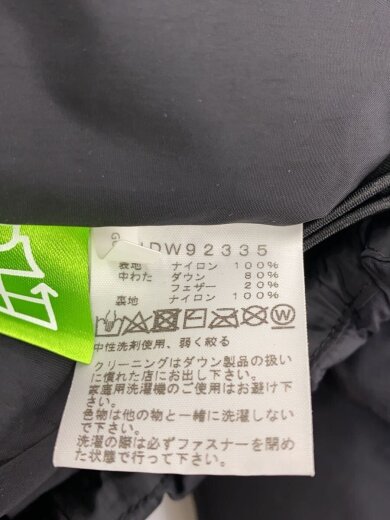 NDW92335
表地 ナイロン 100%
中わた ダウン 80%
フェザー 20%
裏地 ナイロン 100%
中性洗剤使用、弱く絞る
クリーニングはダウン製品の扱い
に慣れた店にお出し下さい。
家庭用洗濯機のご使用はお避け下
さい。
色物は他の物と一緒に洗濯しない
で下さい。
洗濯の際は必ずファスナーを閉め
た状態で行って下さい。